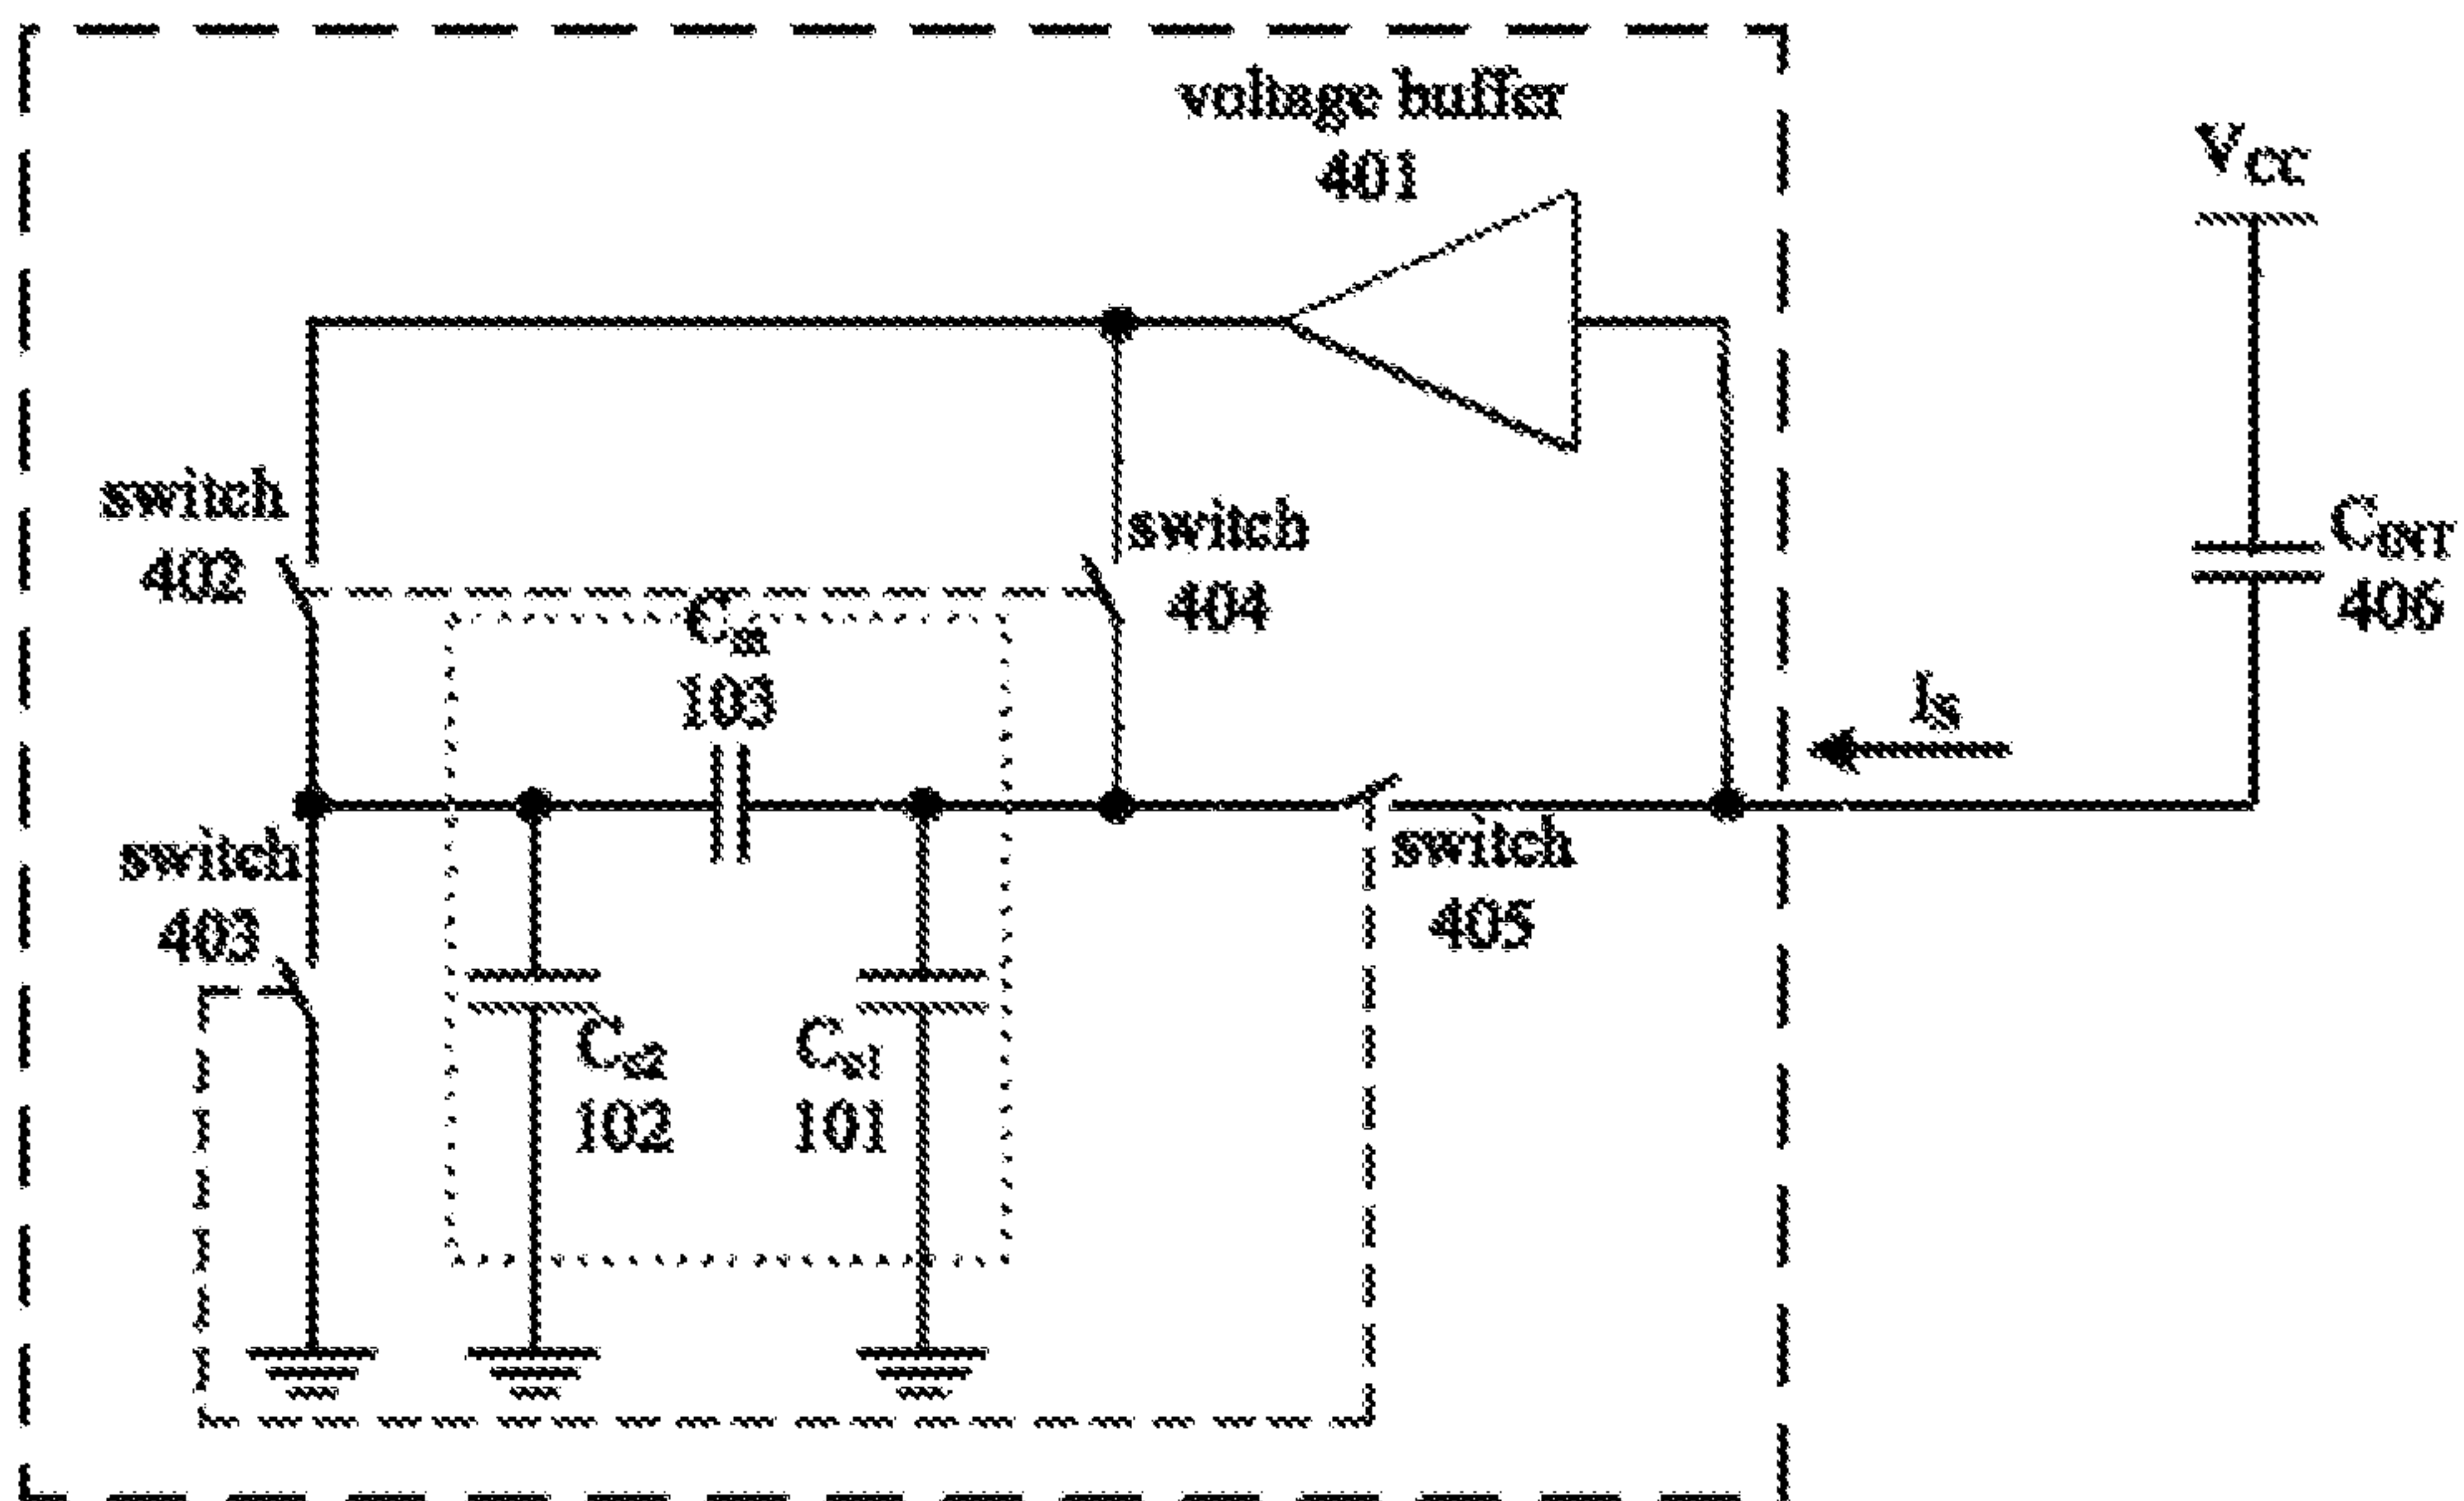 voltage buffer
401
VCC
switch
402
switch
404
CINT
406
Cm
103
IS
switch
403
switch
405
Cs2
102
Cs1
101